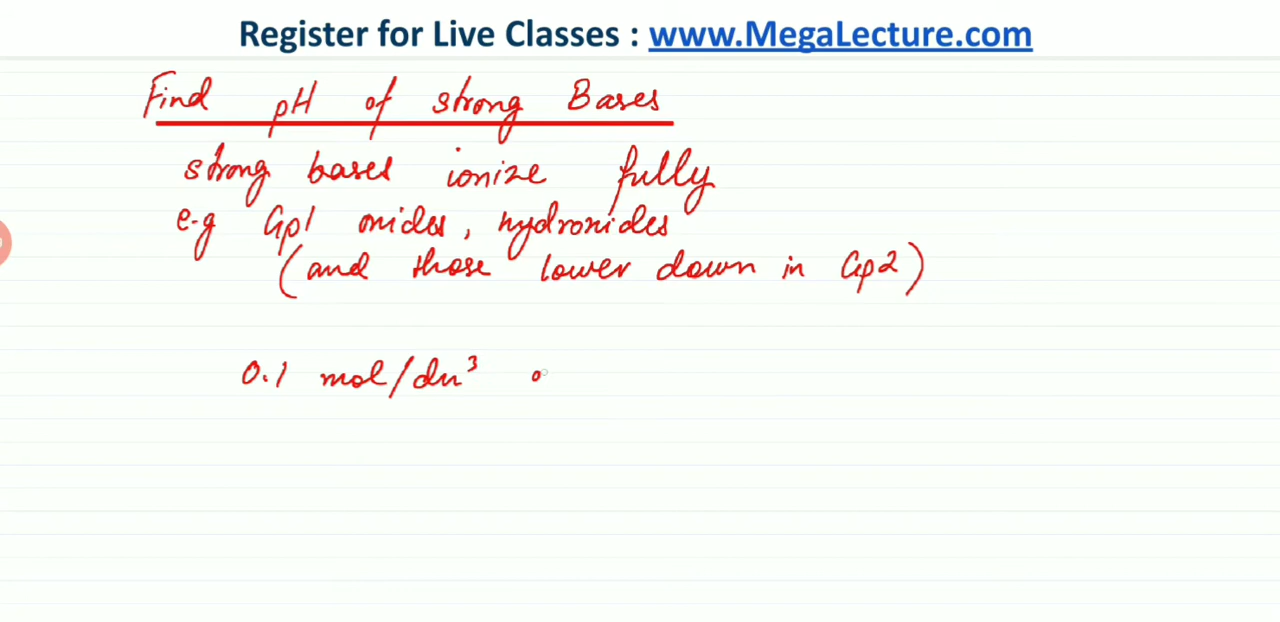 Register for Live Classes : www.MegaLecture.com
Find pH of strong Bases
strong bases ionize fully
e.g Gp1 oxides, hydroxides
(and those lower down in Gp2)
0.1 mol/dm³ o